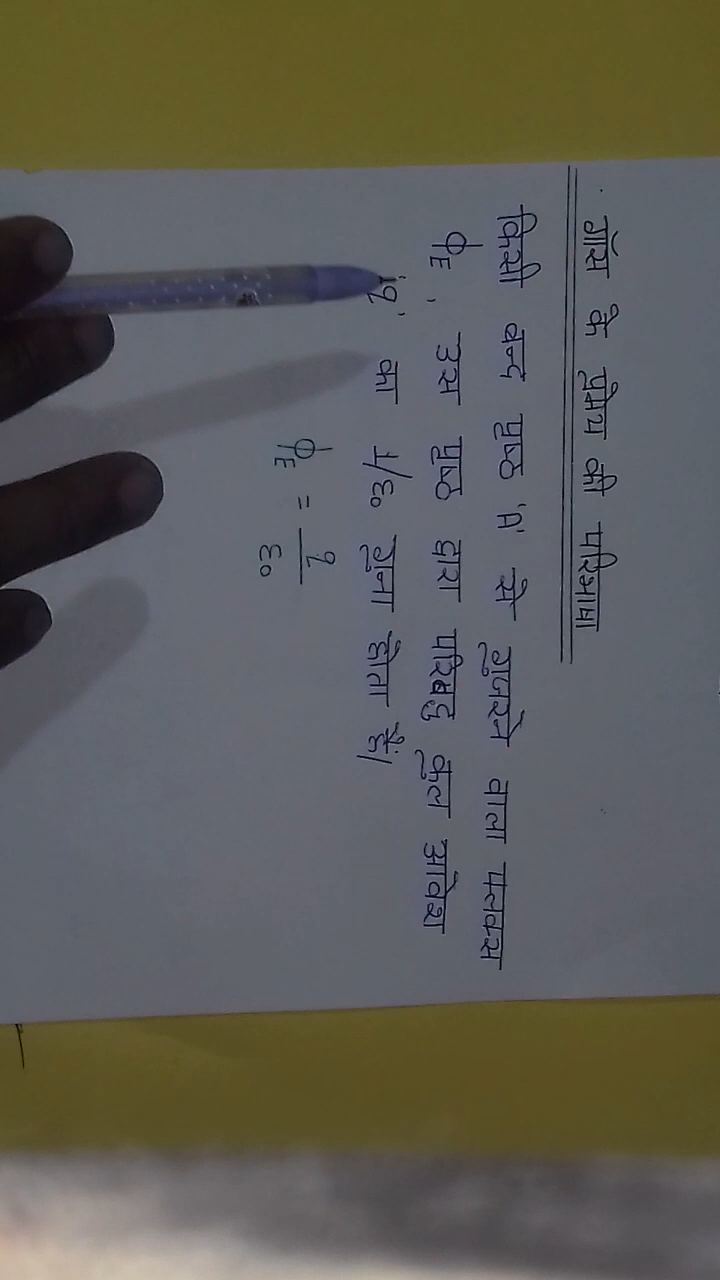 गॉस के प्रमेय की परिभाषा
किसी बन्द पृष्ठ 'A' से गुजरने वाला फ्लक्स
ϕE, उस पृष्ठ द्वारा परिबद्ध कुल आवेश
'q' का 1/ε₀ गुना होता है।
ϕE = q/ε₀